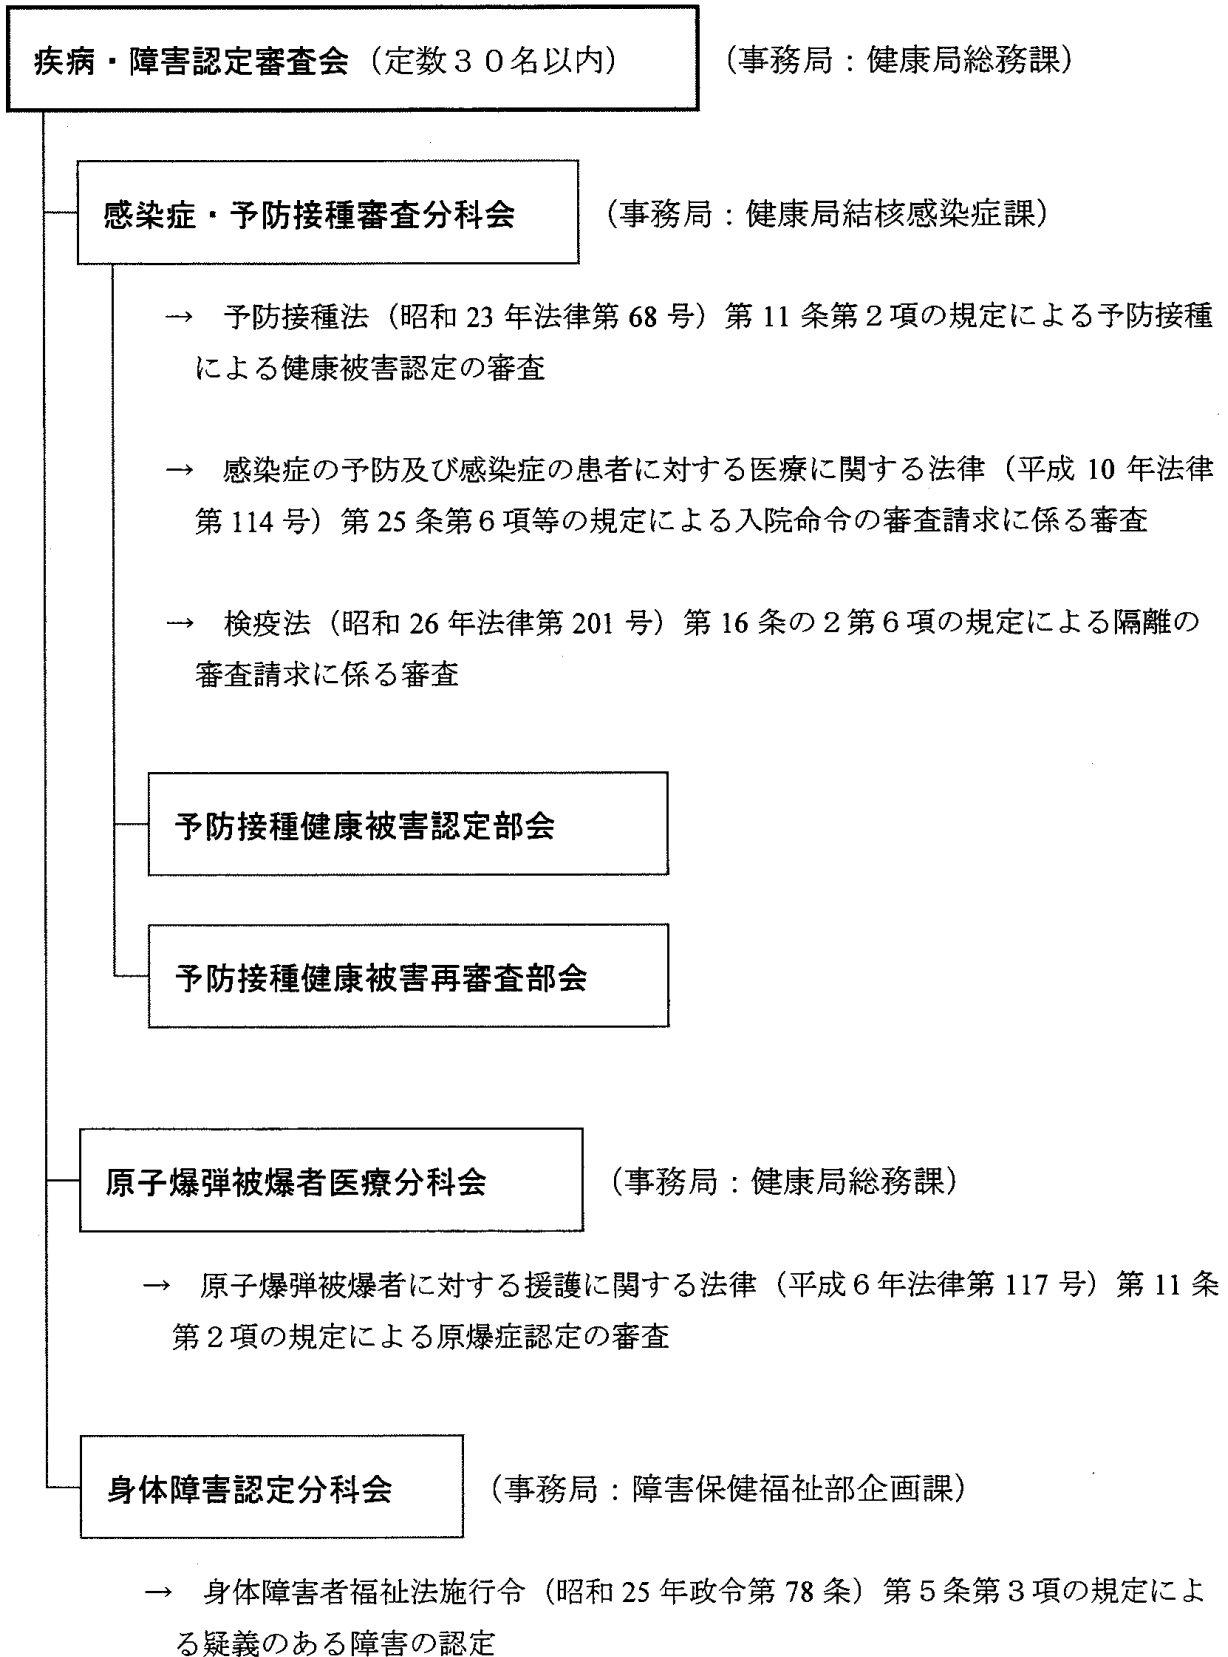 疾病・障害認定審査会（定数３０名以内） （事務局：健康局総務課）
感染症・予防接種審査分科会 （事務局：健康局結核感染症課）
→ 予防接種法（昭和 23 年法律第 68 号）第 11 条第２項の規定による予防接種
による健康被害認定の審査
→ 感染症の予防及び感染症の患者に対する医療に関する法律（平成 10 年法律
第 114 号）第 25 条第６項等の規定による入院命令の審査請求に係る審査
→ 検疫法（昭和 26 年法律第 201 号）第 16 条の２第６項の規定による隔離の
審査請求に係る審査
予防接種健康被害認定部会
予防接種健康被害再審査部会
原子爆弾被爆者医療分科会 （事務局：健康局総務課）
→ 原子爆弾被爆者に対する援護に関する法律（平成６年法律第 117 号）第 11 条
第２項の規定による原爆症認定の審査
身体障害認定分科会 （事務局：障害保健福祉部企画課）
→ 身体障害者福祉法施行令（昭和 25 年政令第 78 条）第５条第３項の規定によ
る疑義のある障害の認定